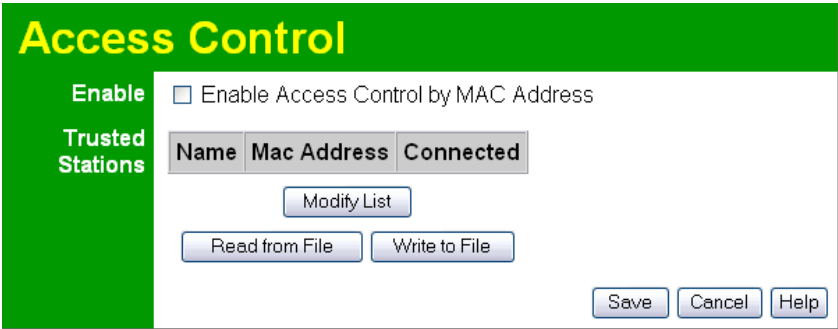 Access Control
Enable
Enable Access Control by MAC Address
Trusted
Stations
Name Mac Address Connected
Modify List
Read from File Write to File
Save Cancel Help